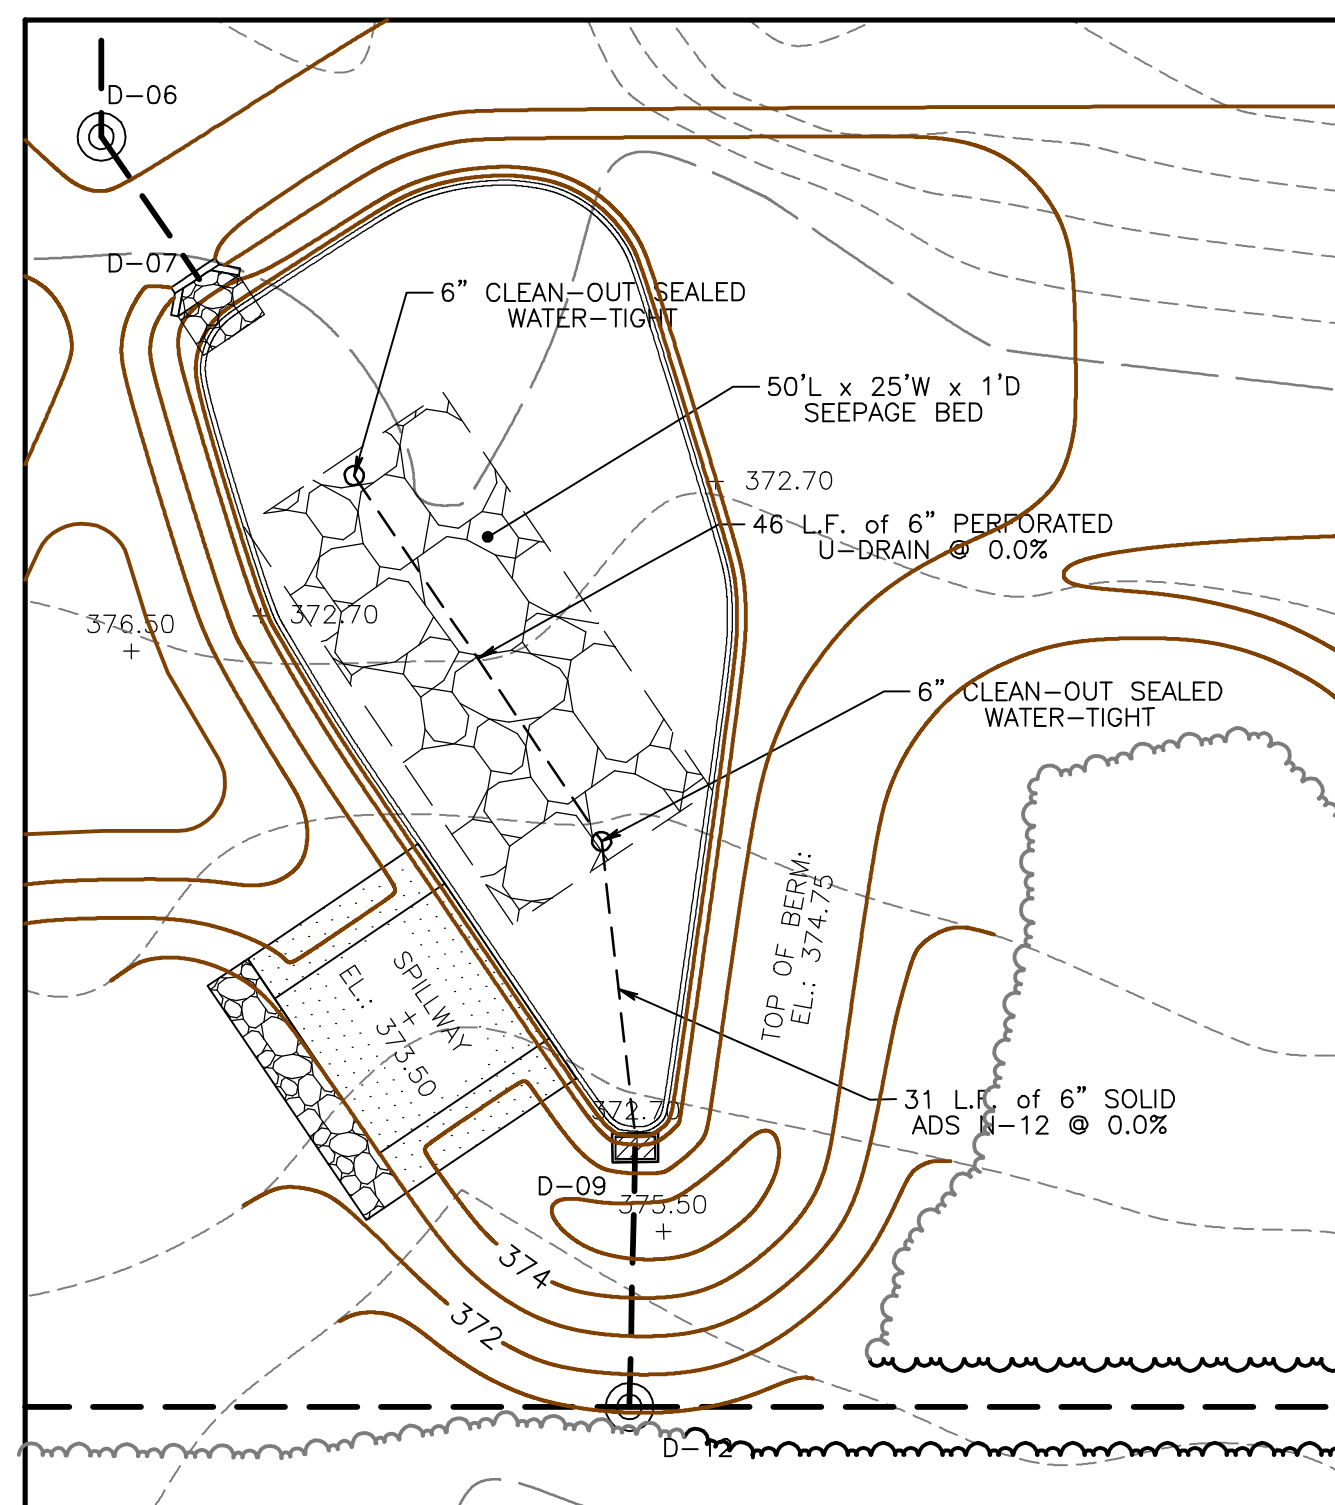 D-06
D-07
6" CLEAN-OUT SEALED
WATER-TIGHT
50'L x 25'W x 1'D
SEEPAGE BED
372.70
46 L.F. of 6" PERFORATED
U-DRAIN @ 0.0%
376.50
372.70
6" CLEAN-OUT SEALED
WATER-TIGHT
TOP OF BERM:
EL.: 374.75
SPILLWAY
EL.: 373.50
31 L.F. of 6" SOLID
ADS N-12 @ 0.0%
372.70
D-09
375.50
374
372
D-12